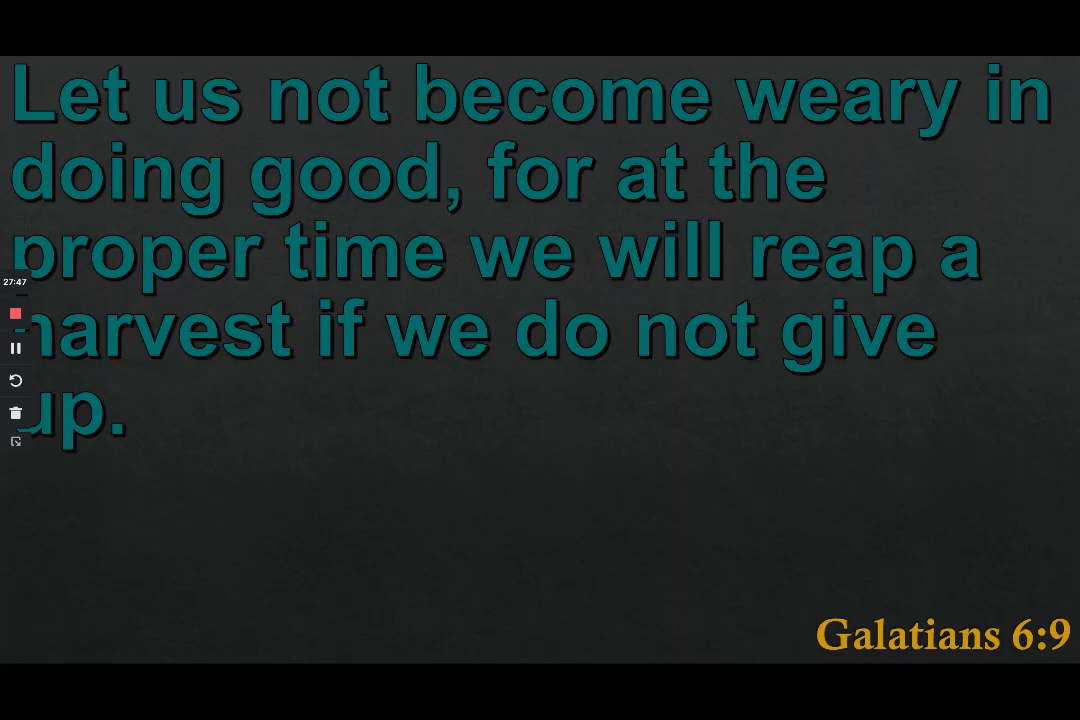 Let us not become weary in
doing good, for at the
proper time we will reap a
27:47
harvest if we do not give
up.
Galatians 6:9